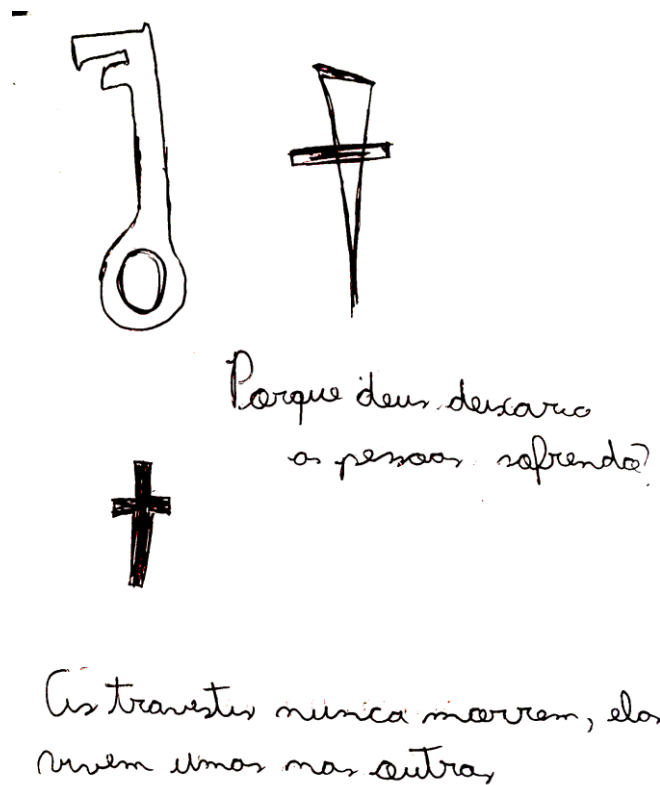 Porque deus deixaria
as pessoas sofrendo?
As travestis nunca morrem, elas
vivem umas nas outras